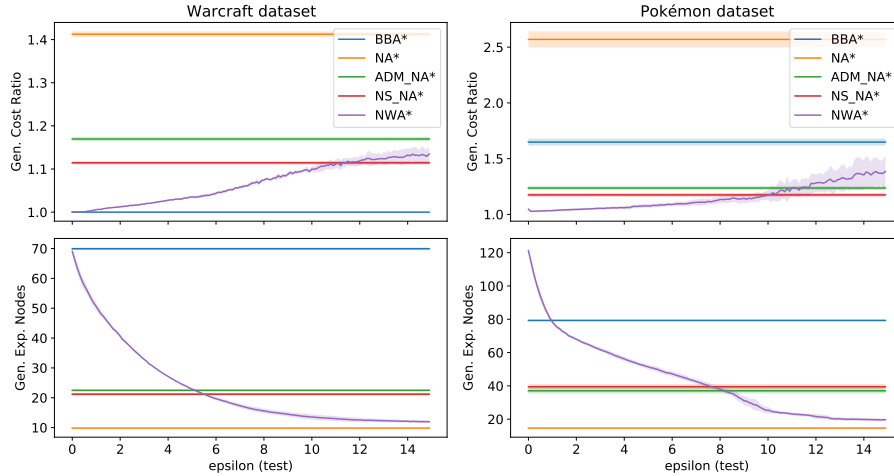 Warcraft dataset
Gen. Cost Ratio
1.4
1.3
1.2
1.1
1.0
BBA*
NA*
ADM_NA*
NS_NA*
NWA*
Pokémon dataset
Gen. Cost Ratio
2.5
2.0
1.5
1.0
BBA*
NA*
ADM_NA*
NS_NA*
NWA*
Gen. Exp. Nodes
70
60
50
40
30
20
10
0 2 4 6 8 10 12 14
epsilon (test)
Gen. Exp. Nodes
120
100
80
60
40
20
0 2 4 6 8 10 12 14
epsilon (test)